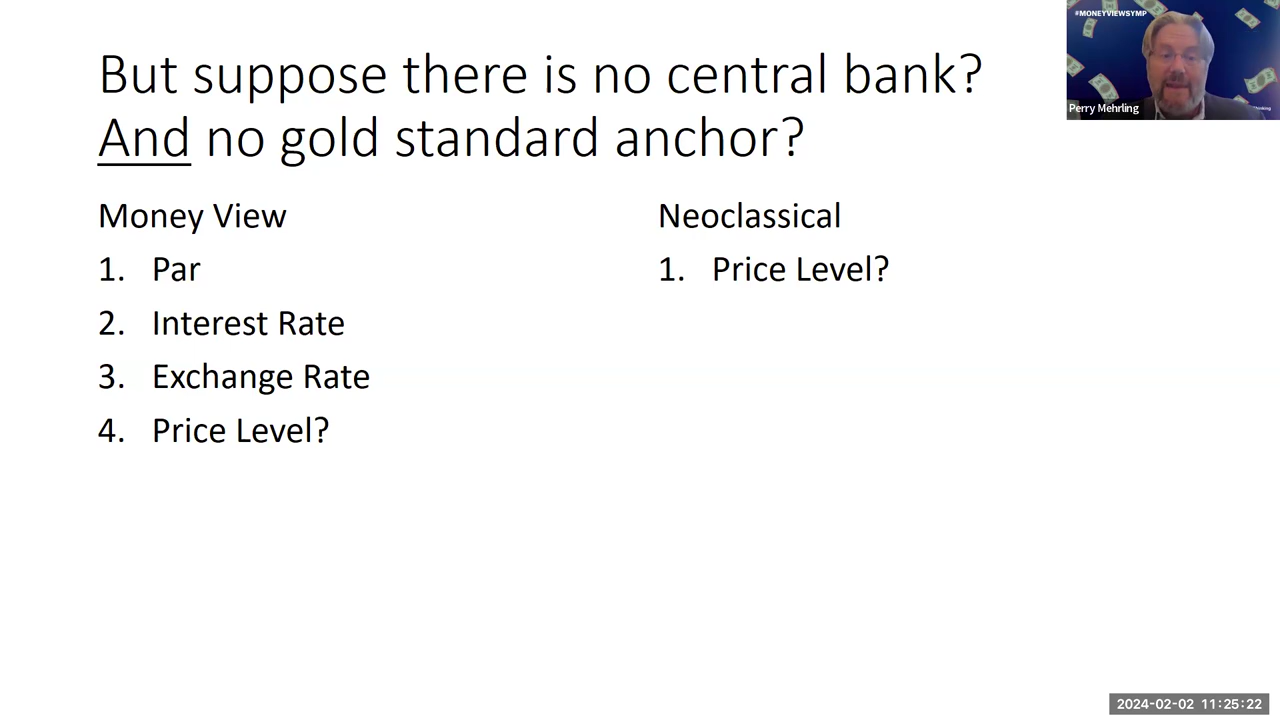 But suppose there is no central bank?
And no gold standard anchor?
Money View
1. Par
2. Interest Rate
3. Exchange Rate
4. Price Level?
Neoclassical
1. Price Level?
#MONEYVIEWSYMP
Perry Mehrling
2024-02-02 11:25:22